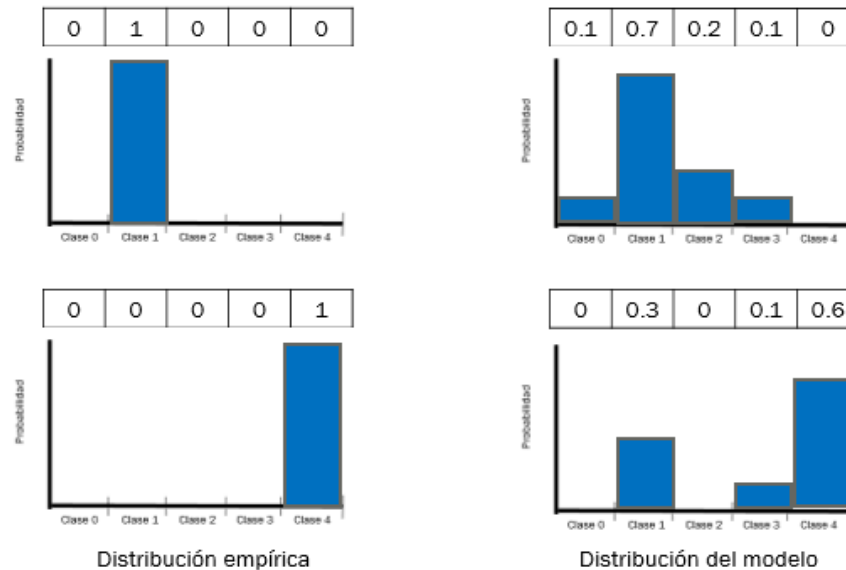 0 1 0 0 0
0.1 0.7 0.2 0.1 0
Probabilidad
Probabilidad
Clase 0 Clase 1 Clase 2 Clase 3 Clase 4
Clase 0 Clase 1 Clase 2 Clase 3 Clase 4
0 0 0 0 1
0 0.3 0 0.1 0.6
Probabilidad
Probabilidad
Clase 0 Clase 1 Clase 2 Clase 3 Clase 4
Clase 0 Clase 1 Clase 2 Clase 3 Clase 4
Distribución empírica
Distribución del modelo